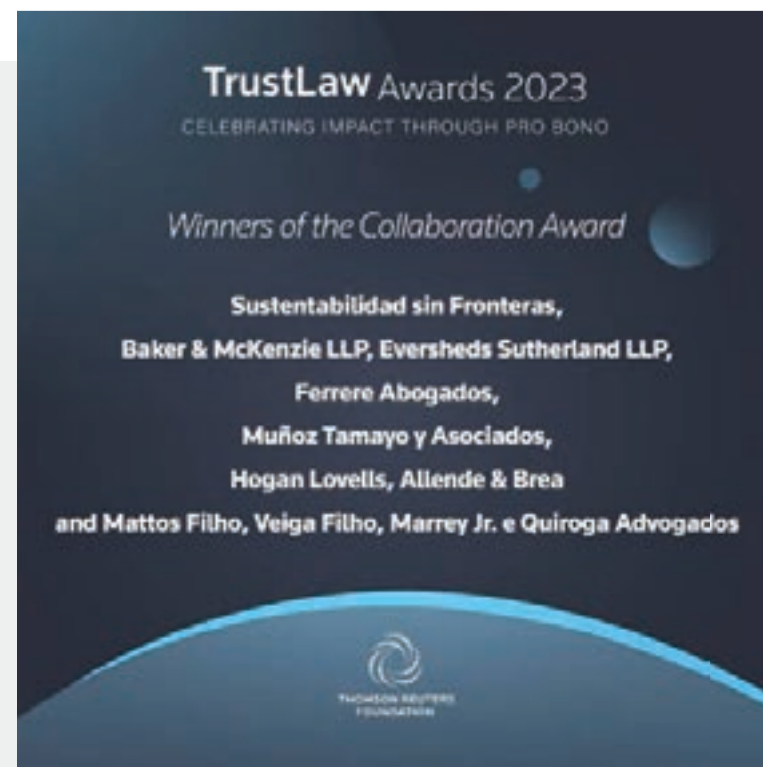 TrustLaw Awards 2023
CELEBRATING IMPACT THROUGH PRO BONO
Winners of the Collaboration Award
Sustentabilidad sin Fronteras,
Baker & McKenzie LLP, Eversheds Sutherland LLP,
Ferrere Abogados,
Muñoz Tamayo y Asociados,
Hogan Lovells, Allende & Brea
and Mattos Filho, Veiga Filho, Marrey Jr. e Quiroga Advogados
THOMSON REUTERS
FOUNDATION